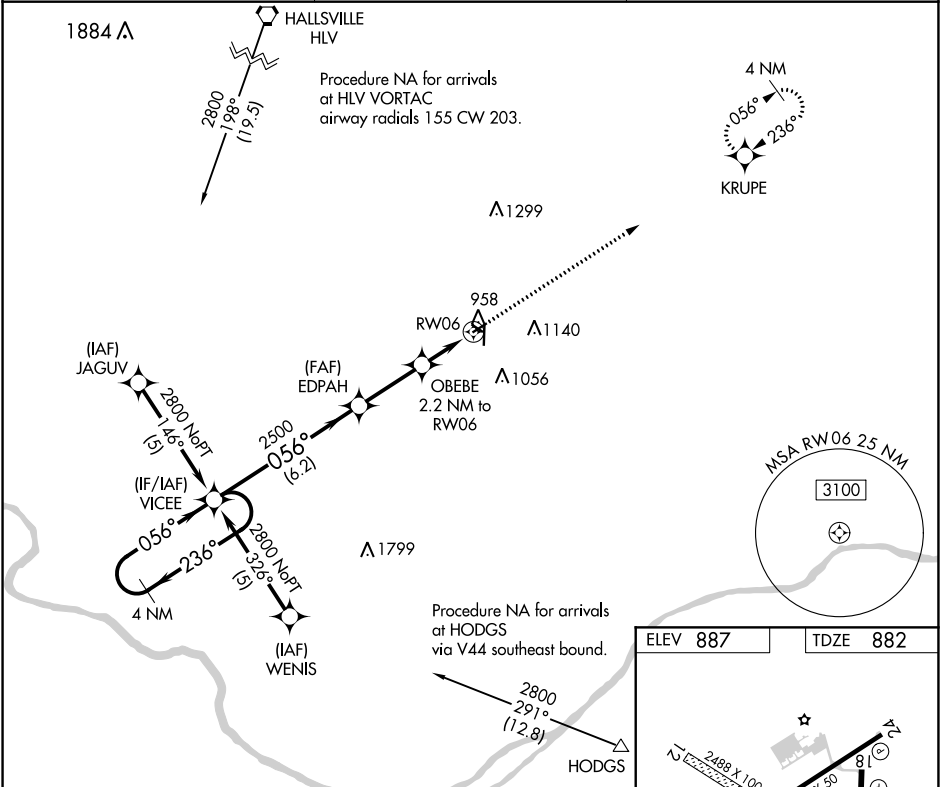 1884
HALLSVILLE
HLV
2800
198°
(19.5)
Procedure NA for arrivals
at HLV VORTAC
airway radials 155 CW 203.
4 NM
056°
236°
KRUPE
1299
958
RW06
1140
1056
(IAF)
JAGUV
2800 NoPT
146°
(5)
(FAF)
EDPAH
OBEBE
2.2 NM to
RW06
2500
056°
(6.2)
(IF/IAF)
VICEE
056°
236°
4 NM
2800 NoPT
326°
(5)
(IAF)
WENIS
1799
MSA RW06 25 NM
3100
Procedure NA for arrivals
at HODGS
via V44 southeast bound.
2800
291°
(12.8)
HODGS
ELEV 887
TDZE 882
12
2488 X 100
24
18
P
50